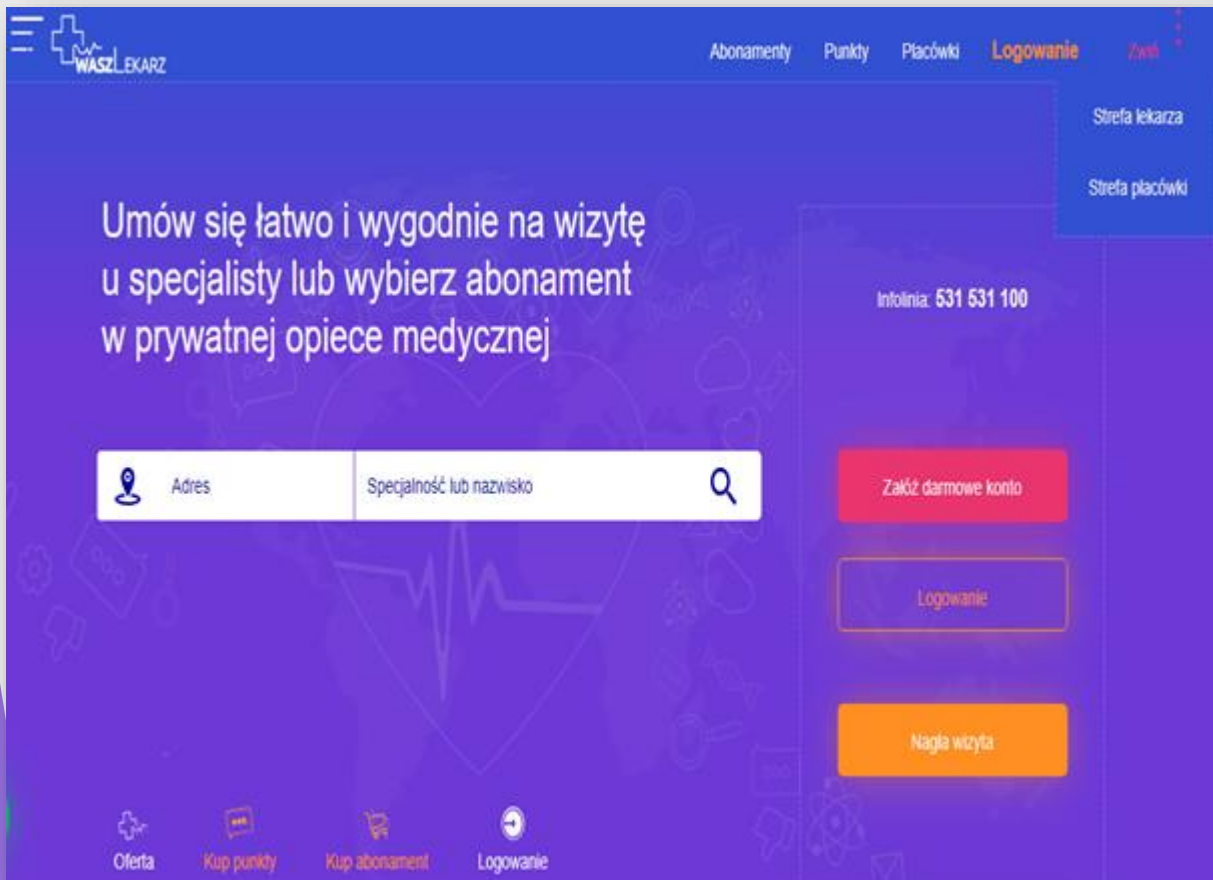 WASZLEKARZ
Abonamenty Punkty Placówki Logowanie Zwiń
Strefa lekarza
Strefa placówki
Umów się łatwo i wygodnie na wizytę
u specjalisty lub wybierz abonament
w prywatnej opiece medycznej
Infolinia: 531 531 100
Adres Specjalność lub nazwisko
Załóż darmowe konto
Logowanie
Nagła wizyta
Oferta Kup punkty Kup abonament Logowanie